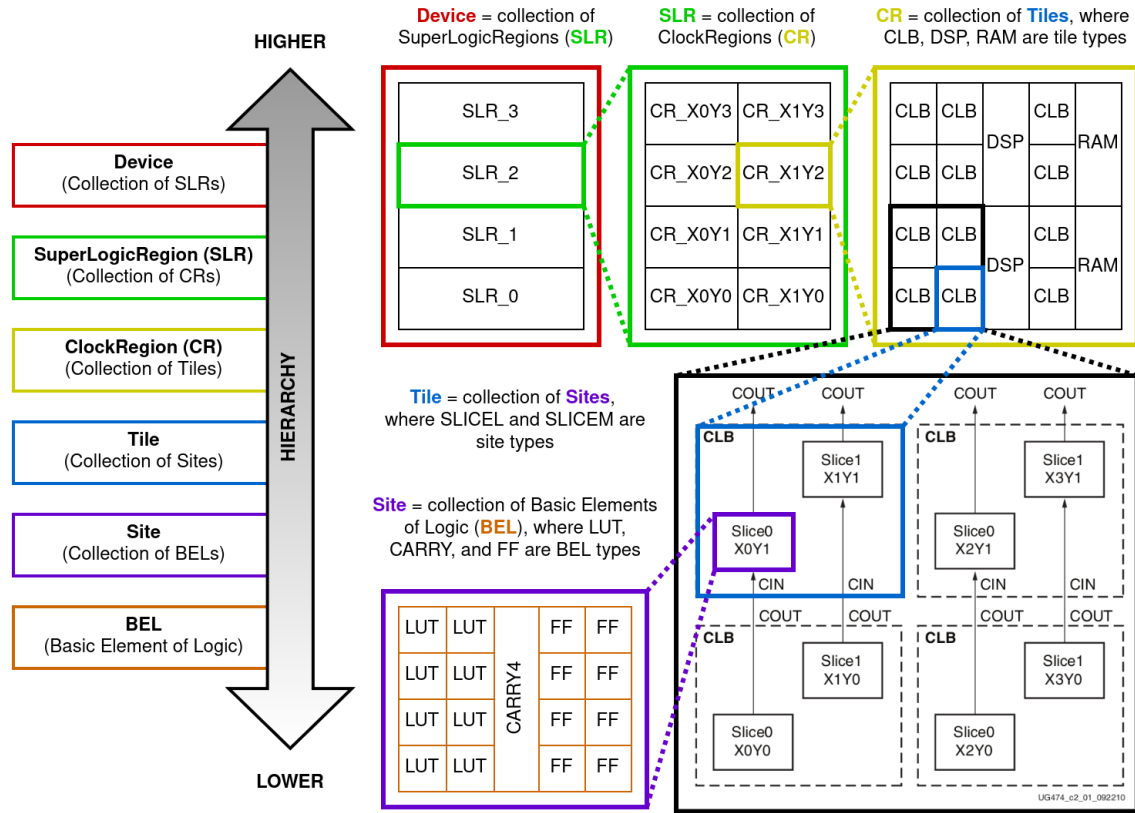 HIGHER
HIERARCHY
LOWER
Device
(Collection of SLRs)
SuperLogicRegion (SLR)
(Collection of CRs)
ClockRegion (CR)
(Collection of Tiles)
Tile
(Collection of Sites)
Site
(Collection of BELs)
BEL
(Basic Element of Logic)
Device = collection of
SuperLogicRegions (SLR)
SLR_3
SLR_2
SLR_1
SLR_0
SLR = collection of
ClockRegions (CR)
CR_X0Y3 CR_X1Y3
CR_X0Y2 CR_X1Y2
CR_X0Y1 CR_X1Y1
CR_X0Y0 CR_X1Y0
CR = collection of Tiles, where
CLB, DSP, RAM are tile types
CLB CLB CLB
DSP RAM
CLB CLB CLB
CLB CLB CLB
DSP RAM
CLB CLB CLB
Tile = collection of Sites,
where SLICEL and SLICEM are
site types
Site = collection of Basic Elements
of Logic (BEL), where LUT,
CARRY, and FF are BEL types
LUT LUT FF FF
LUT LUT FF FF
CARRY4
LUT LUT FF FF
LUT LUT FF FF
COUT COUT COUT COUT
CLB
Slice1
X1Y1
Slice0
X0Y1
CIN CIN
CLB
Slice1
X3Y1
Slice0
X2Y1
CIN CIN
COUT COUT COUT COUT
CLB
Slice1
X1Y0
Slice0
X0Y0
CLB
Slice1
X3Y0
Slice0
X2Y0
UG474_c2_01_092210